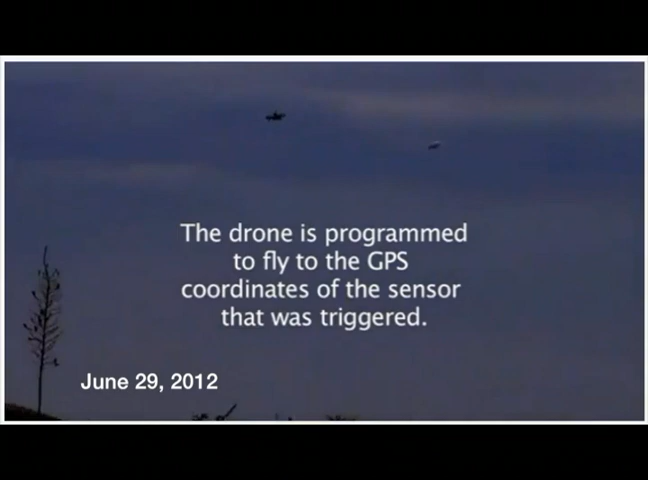 The drone is programmed
to fly to the GPS
coordinates of the sensor
that was triggered.
June 29, 2012